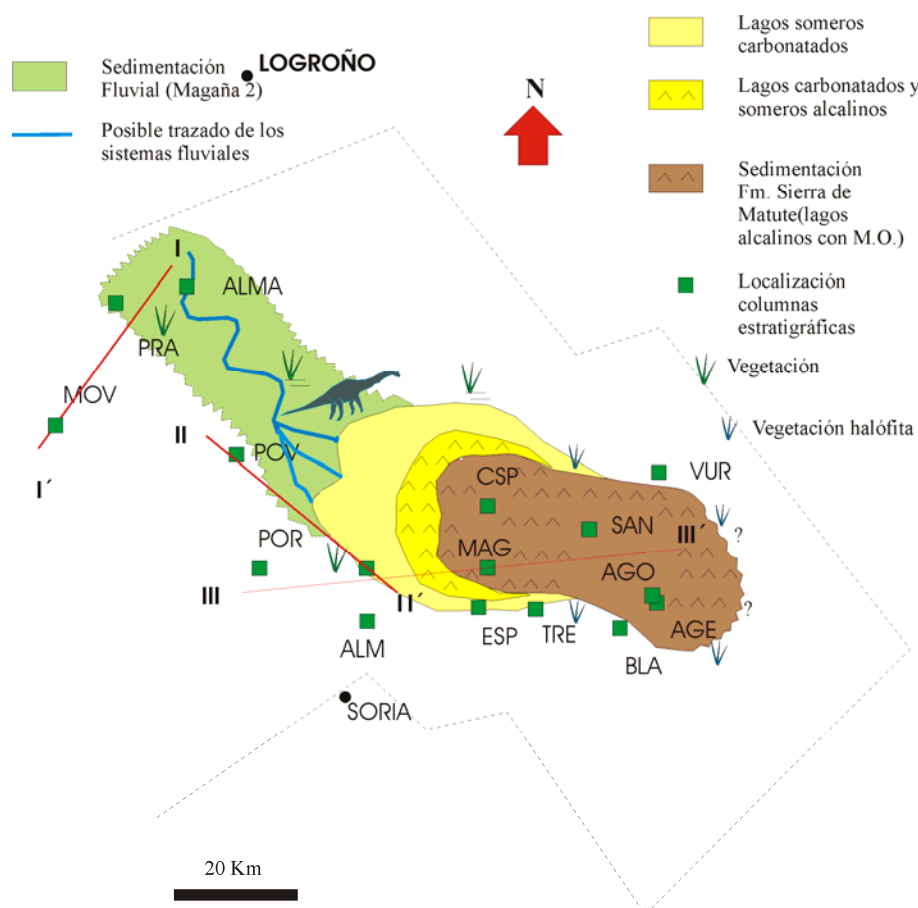 Sedimentación
Fluvial (Magaña 2)
Posible trazado de los
sistemas fluviales
LOGROÑO
N
Lagos someros
carbonatados
Lagos carbonatados y
someros alcalinos
Sedimentación
Fm. Sierra de
Matute(lagos
alcalinos con M.O.)
Localización
columnas
estratigráficas
Vegetación
Vegetación halófita
I
ALMA
PRA
MOV
I´
II
POV
POR
III
ALM
II´
CSP
MAG
SAN
VUR
III´
AGO
AGE
ESP
TRE
BLA
?
?
SORIA
20 Km